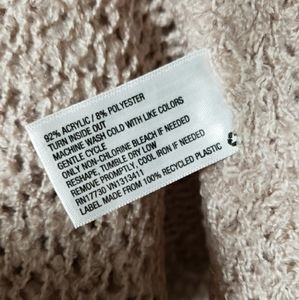 92% ACRYLIC / 8% POLYESTER
TURN INSIDE OUT
MACHINE WASH COLD WITH LIKE COLORS
GENTLE CYCLE
ONLY NON-CHLORINE BLEACH IF NEEDED
RESHAPE, TUMBLE DRY LOW
REMOVE PROMPTLY, COOL IRON IF NEEDED
RN17730 VN1313411
LABEL MADE FROM 100% RECYCLED PLASTIC